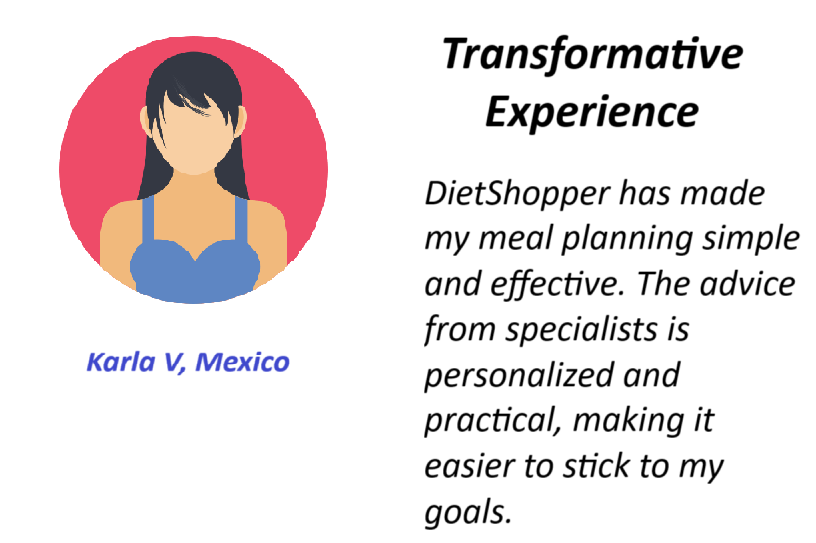 Transformative
Experience
DietShopper has made
my meal planning simple
and effective. The advice
from specialists is
personalized and
practical, making it
easier to stick to my
goals.
Karla V, Mexico